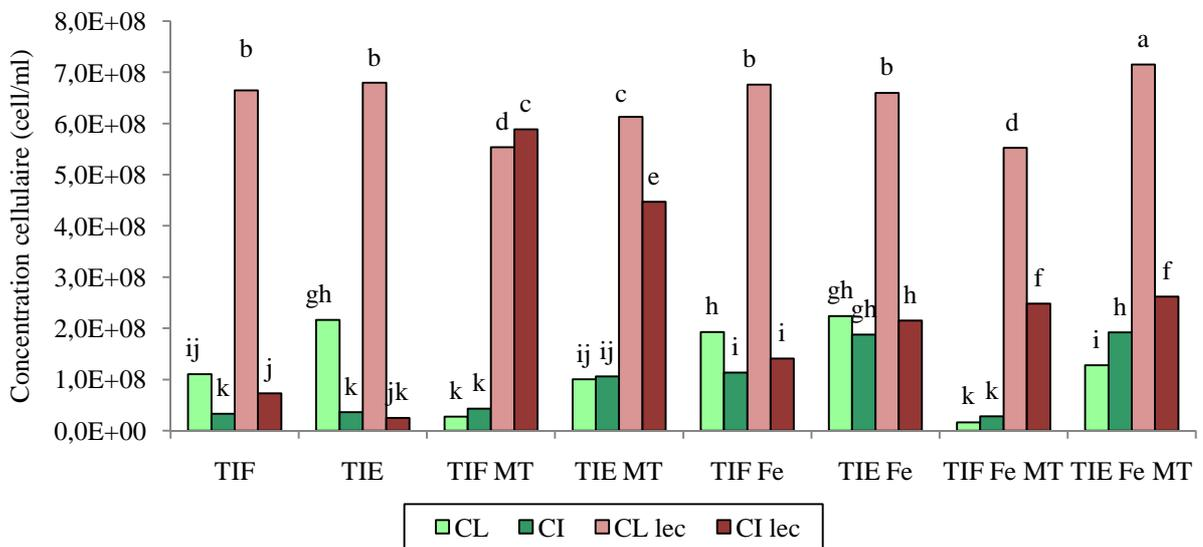 Concentration cellulaire (cell/ml)
8,0E+08
7,0E+08
6,0E+08
5,0E+08
4,0E+08
3,0E+08
2,0E+08
1,0E+08
0,0E+00
ij k b j
gh k b jk
k k d c
ij ij c e
h i b i
gh gh b h
k k d f
i h a f
TIF TIE TIF MT TIE MT TIF Fe TIE Fe TIF Fe MT TIE Fe MT
CL CI CL lec CI lec